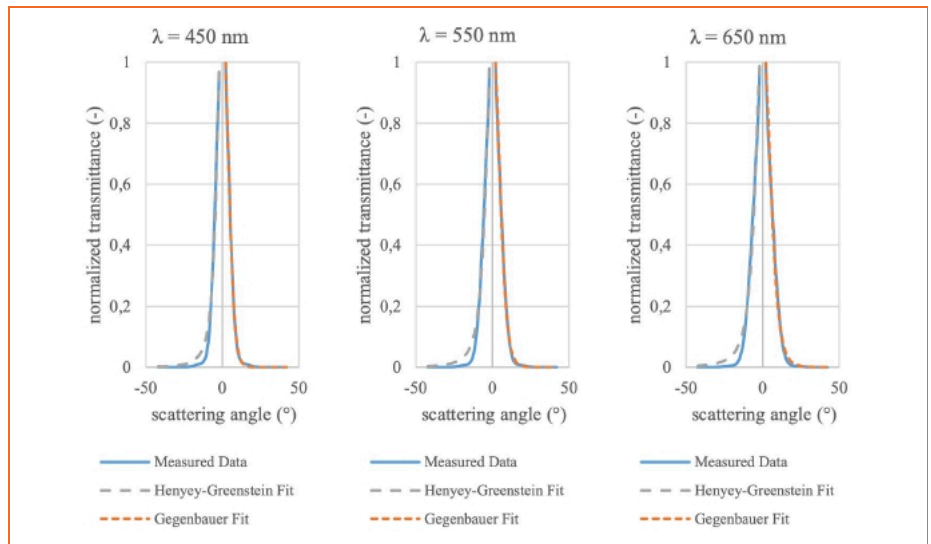 λ = 450 nm
normalized transmittance (-)
1
0,8
0,6
0,4
0,2
0
-50 0 50
scattering angle (°)
Measured Data
Henyey-Greenstein Fit
Gegenbauer Fit
λ = 550 nm
normalized transmittance (-)
1
0,8
0,6
0,4
0,2
0
-50 0 50
scattering angle (°)
Measured Data
Henyey-Greenstein Fit
Gegenbauer Fit
λ = 650 nm
normalized transmittance (-)
1
0,8
0,6
0,4
0,2
0
-50 0 50
scattering angle (°)
Measured Data
Henyey-Greenstein Fit
Gegenbauer Fit